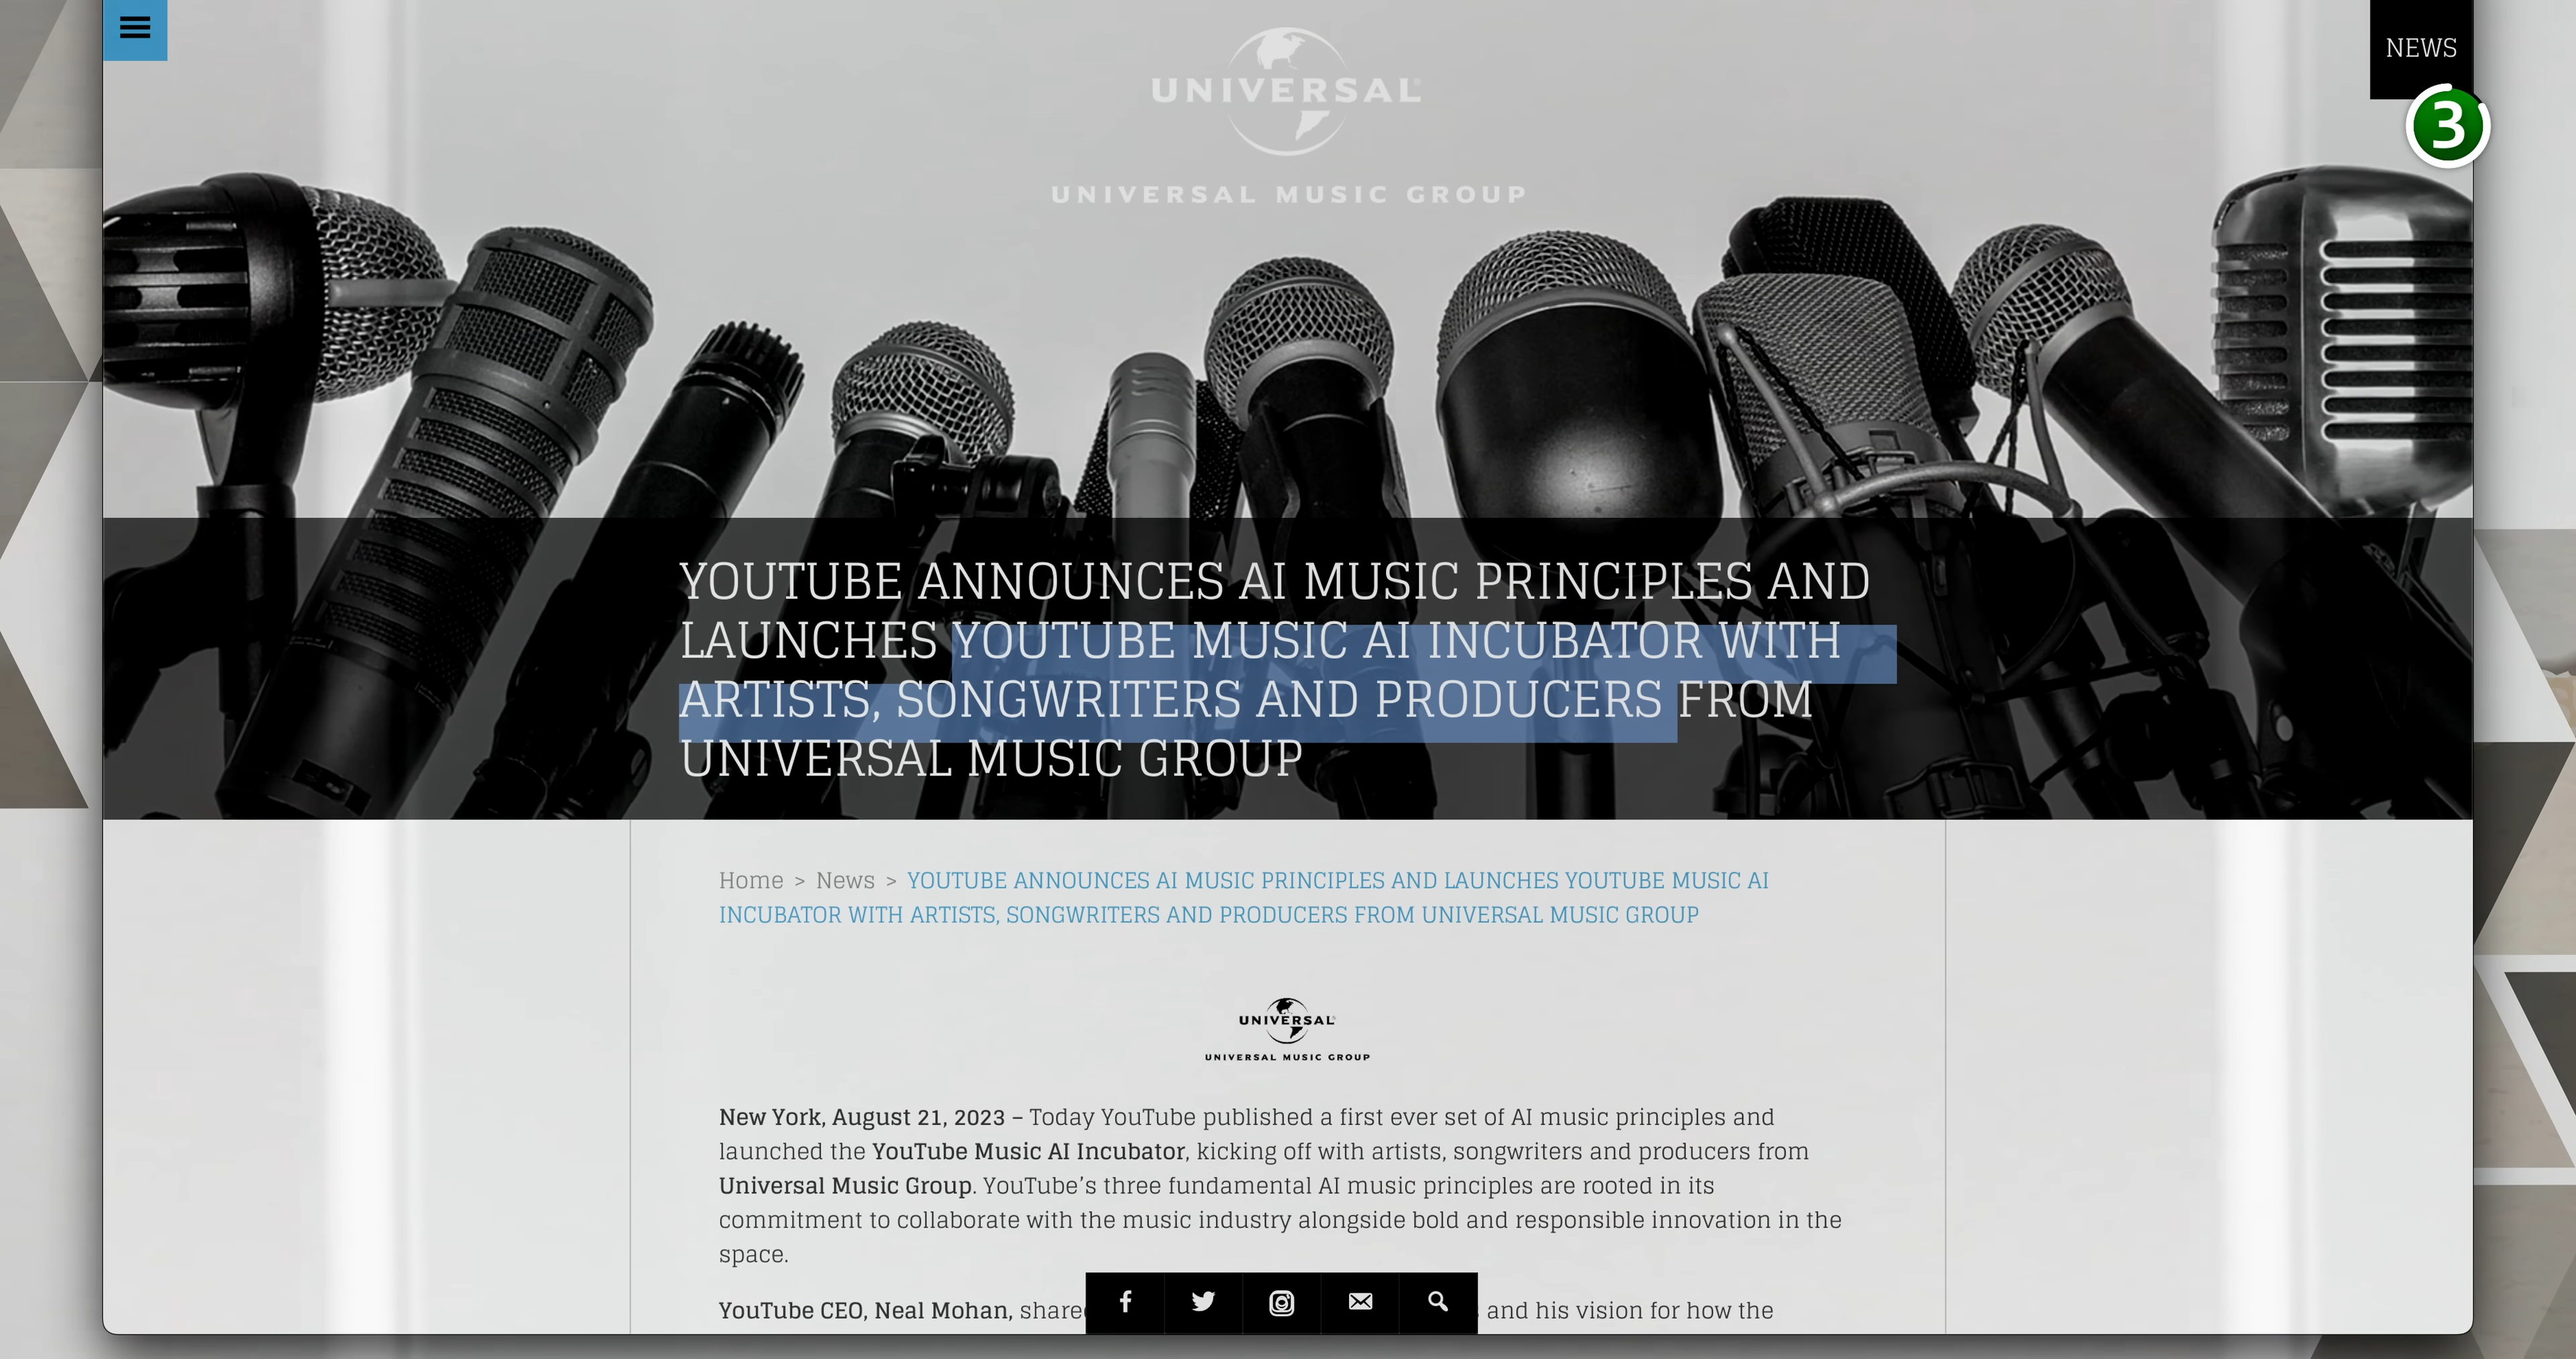 NEWS
3
UNIVERSAL
UNIVERSAL MUSIC GROUP
YOUTUBE ANNOUNCES AI MUSIC PRINCIPLES AND
LAUNCHES YOUTUBE MUSIC AI INCUBATOR WITH
ARTISTS, SONGWRITERS AND PRODUCERS FROM
UNIVERSAL MUSIC GROUP
Home > News > YOUTUBE ANNOUNCES AI MUSIC PRINCIPLES AND LAUNCHES YOUTUBE MUSIC AI
INCUBATOR WITH ARTISTS, SONGWRITERS AND PRODUCERS FROM UNIVERSAL MUSIC GROUP
UNIVERSAL
UNIVERSAL MUSIC GROUP
New York, August 21, 2023 – Today YouTube published a first ever set of AI music principles and
launched the YouTube Music AI Incubator, kicking off with artists, songwriters and producers from
Universal Music Group. YouTube’s three fundamental AI music principles are rooted in its
commitment to collaborate with the music industry alongside bold and responsible innovation in the
space.
YouTube CEO, Neal Mohan, and his vision for how the